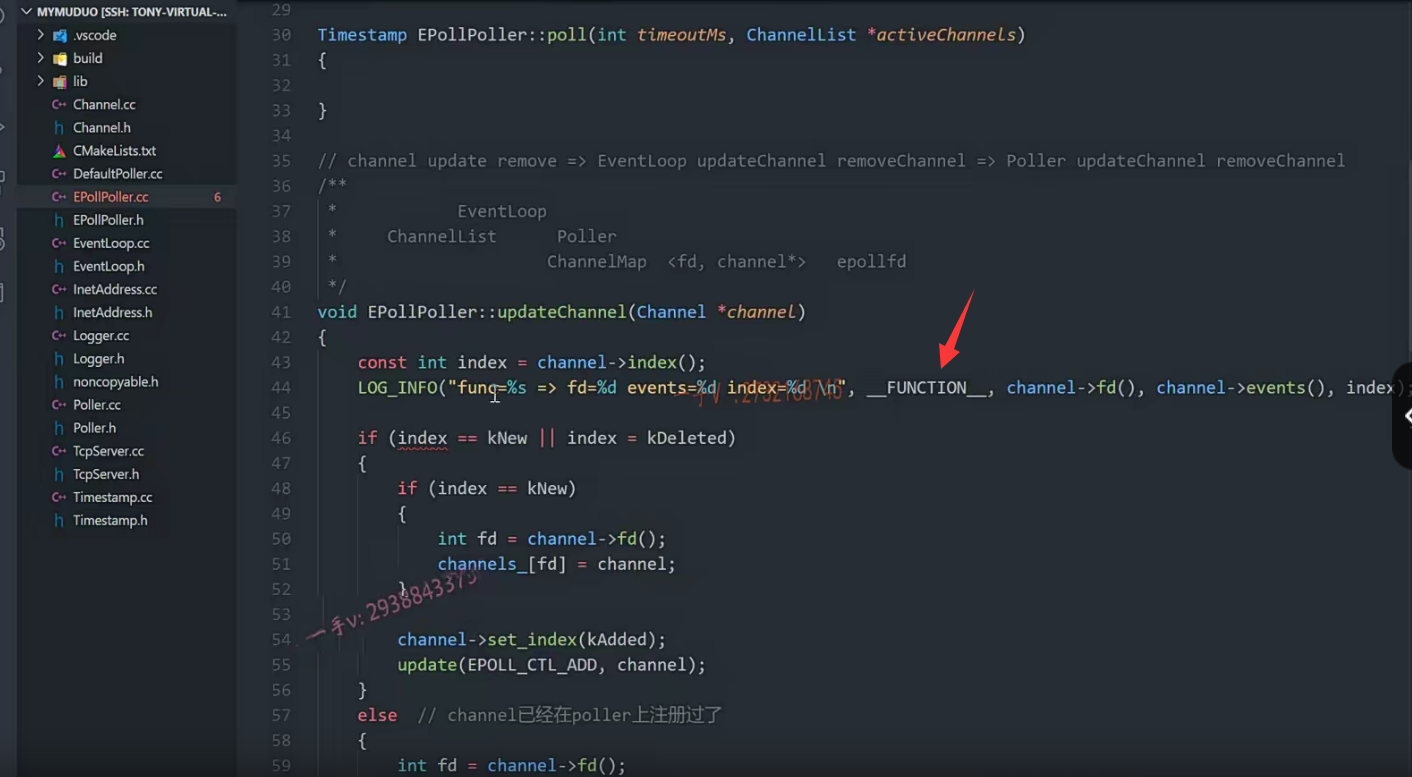 MYMUDUO [SSH: TONY-VIRTUAL-...
.vscode
build
lib
C++ Channel.cc
h Channel.h
CMakeLists.txt
C++ DefaultPoller.cc
C++ EPollPoller.cc 6
h EPollPoller.h
C++ EventLoop.cc
h EventLoop.h
C++ InetAddress.cc
h InetAddress.h
C++ Logger.cc
h Logger.h
h noncopyable.h
C++ Poller.cc
h Poller.h
C++ TcpServer.cc
h TcpServer.h
C++ Timestamp.cc
h Timestamp.h
29
30 Timestamp EPollPoller::poll(int timeoutMs, ChannelList *activeChannels)
31 {
32
33 }
34
35 // channel update remove => EventLoop updateChannel removeChannel => Poller updateChannel removeChannel
36 /**
37 * EventLoop
38 * ChannelList Poller
39 * ChannelMap <fd, channel*> epollfd
40 */
41 void EPollPoller::updateChannel(Channel *channel)
42 {
43 const int index = channel->index();
44 LOG_INFO("func=%s => fd=%d events=%d index=%d \n", __FUNCTION__, channel->fd(), channel->events(), index);
45
46 if (index == kNew || index = kDeleted)
47 {
48 if (index == kNew)
49 {
50 int fd = channel->fd();
51 channels_[fd] = channel;
52 }
53
54 channel->set_index(kAdded);
55 update(EPOLL_CTL_ADD, channel);
56 }
57 else // channel已经在poller上注册过了
58 {
59 int fd = channel->fd();
一手v: